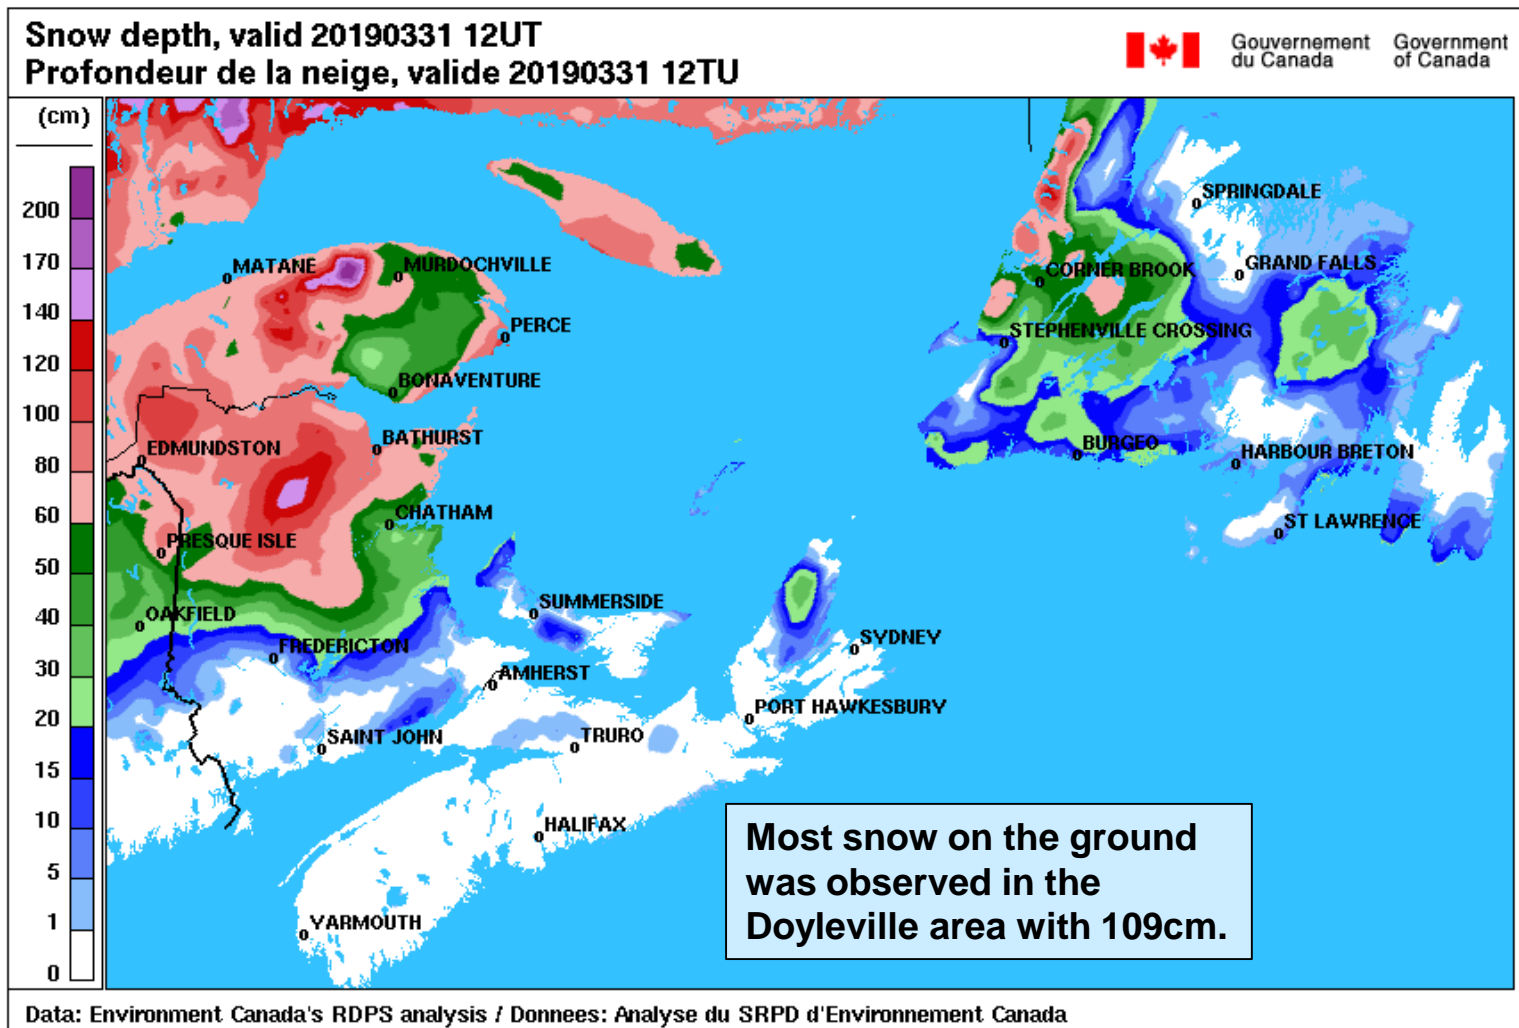 Snow depth, valid 20190331 12UT
Profondeur de la neige, valide 20190331 12TU
Gouvernement du Canada
Government of Canada
(cm)
200
170
140
120
100
80
60
50
40
30
20
15
10
5
1
0
MATANE
MURDOCHVILLE
PERCE
BONAVENTURE
BATHURST
EDMUNDSTON
CHATHAM
PRESQUE ISLE
OAKFIELD
FREDERICTON
SUMMERSIDE
AMHERST
SYDNEY
PORT HAWKESBURY
SAINT JOHN
TRURO
HALIFAX
YARMOUTH
SPRINGDALE
CORNER BROOK
GRAND FALLS
STEPHENVILLE CROSSING
BURGEO
HARBOUR BRETON
ST LAWRENCE
Most snow on the ground
was observed in the
Doyleville area with 109cm.
Data: Environment Canada's RDPS analysis / Donnees: Analyse du SRPD d'Environnement Canada